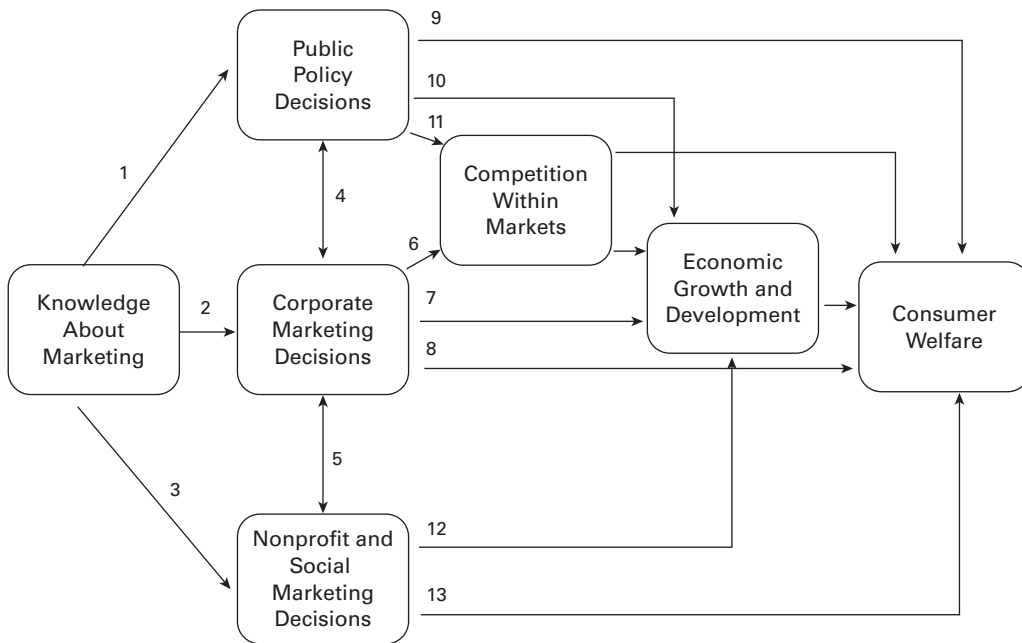 9
Public
Policy
Decisions
10
11
1
Competition
Within
Markets
4
6
Economic
Growth and
Development
Knowledge
About
Marketing
2
Corporate
Marketing
Decisions
7
8
Consumer
Welfare
5
3
Nonprofit and
Social
Marketing
Decisions
12
13